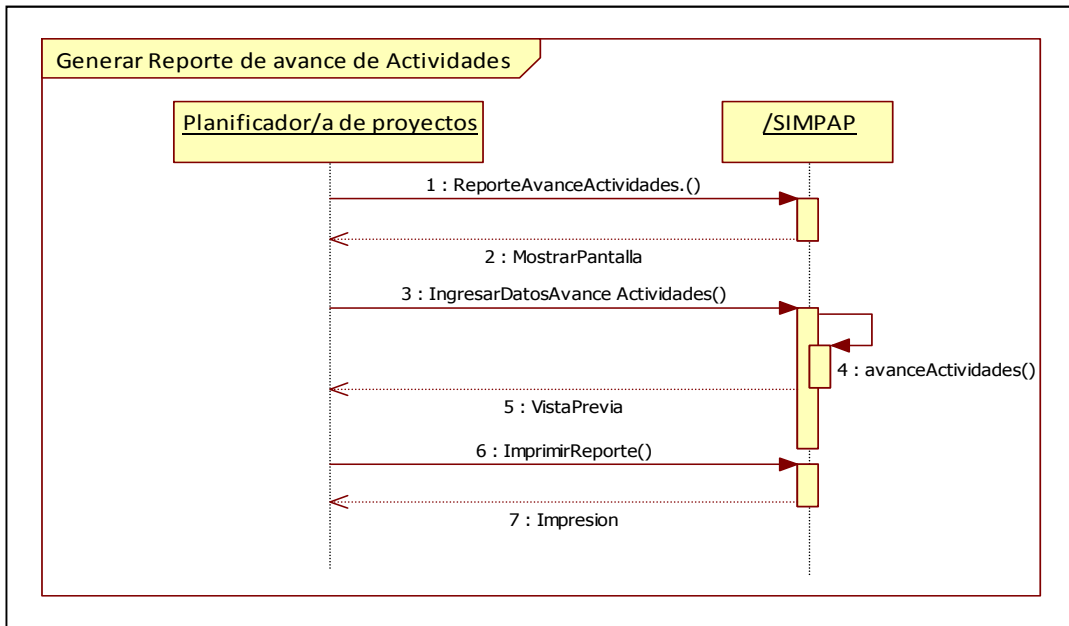 Generar Reporte de avance de Actividades
Planificador/a de proyectos
/SIMPAP
1 : ReporteAvanceActividades.()
2 : MostrarPantalla
3 : IngresarDatosAvance Actividades()
4 : avanceActividades()
5 : VistaPrevia
6 : ImprimirReporte()
7 : Impresion